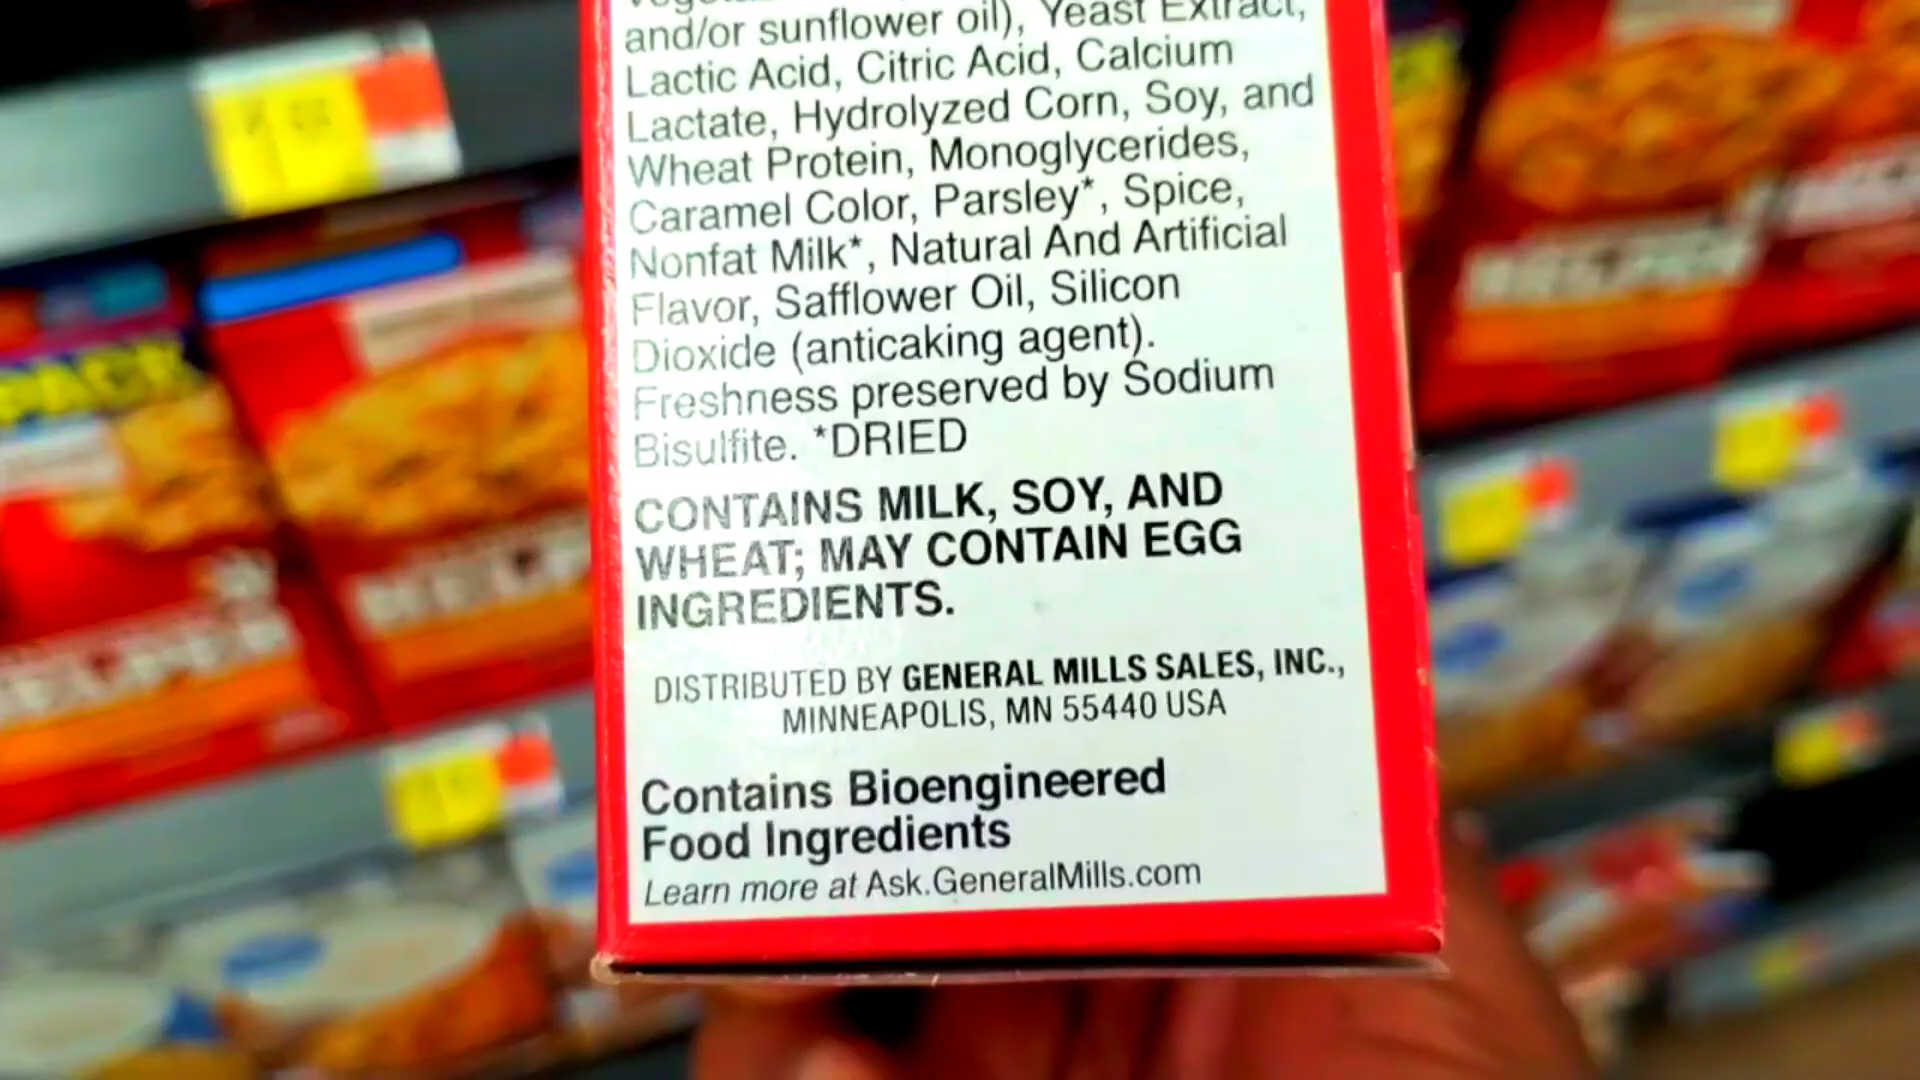 and/or sunflower oil), Yeast Extract,
Lactic Acid, Citric Acid, Calcium
Lactate, Hydrolyzed Corn, Soy, and
Wheat Protein, Monoglycerides,
Caramel Color, Parsley*, Spice,
Nonfat Milk*, Natural And Artificial
Flavor, Safflower Oil, Silicon
Dioxide (anticaking agent).
Freshness preserved by Sodium
Bisulfite. *DRIED
CONTAINS MILK, SOY, AND
WHEAT; MAY CONTAIN EGG
INGREDIENTS.
DISTRIBUTED BY GENERAL MILLS SALES, INC.,
MINNEAPOLIS, MN 55440 USA
Contains Bioengineered
Food Ingredients
Learn more at Ask.GeneralMills.com
PACK
HELPER
HELPER